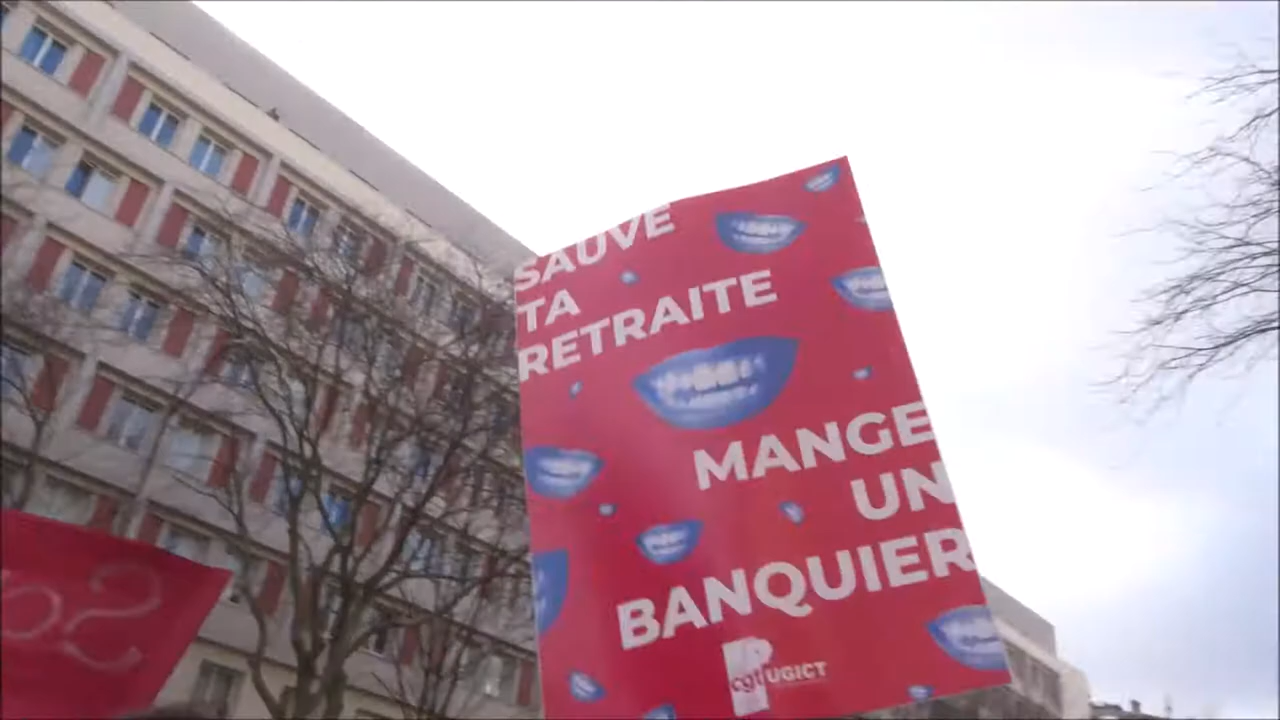 SAUVE
TA
RETRAITE
MANGE
UN
BANQUIER
cgt UGICT